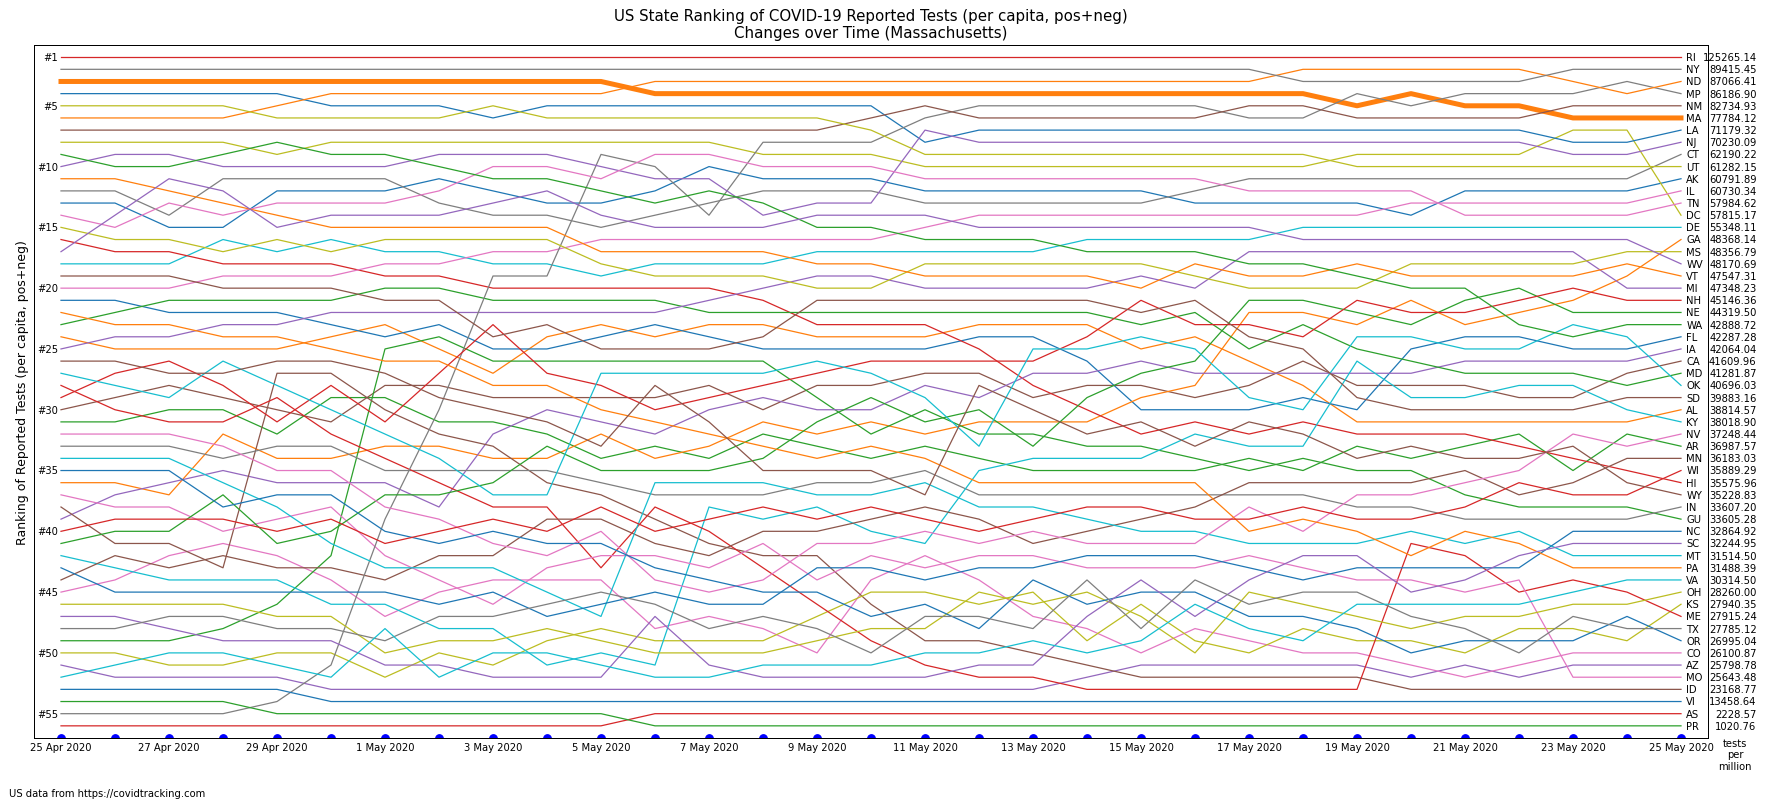 US State Ranking of COVID-19 Reported Tests (per capita, pos+neg)
Changes over Time (Massachusetts)
Ranking of Reported Tests (per capita, pos+neg)
#1
#5
#10
#15
#20
#25
#30
#35
#40
#45
#50
#55
RI 125265.14
NY 89415.45
ND 87066.41
MP 86186.90
NM 82734.93
MA 77784.12
LA 71179.32
NJ 70230.09
CT 62190.22
UT 61282.15
AK 60791.89
IL 60730.34
TN 57984.62
DC 57815.17
DE 55348.11
GA 48368.14
MS 48356.79
WV 48170.69
VT 47547.31
MI 47348.23
NH 45146.36
NE 44319.50
WA 42888.72
FL 42287.28
IA 42064.04
CA 41609.96
MD 41281.87
OK 40696.03
SD 39883.16
AL 38814.57
KY 38018.90
NV 37248.44
AR 36987.57
MN 36183.03
WI 35889.29
HI 35575.96
WY 35228.83
IN 33607.20
GU 33605.28
NC 32864.92
SC 32244.95
MT 31514.50
PA 31488.39
VA 30314.50
OH 28260.00
KS 27940.35
ME 27915.24
TX 27785.12
OR 26995.04
CO 26100.87
AZ 25798.78
MO 25643.48
ID 23168.77
VI 13458.64
AS 2228.57
PR 1020.76
25 Apr 2020 27 Apr 2020 29 Apr 2020 1 May 2020 3 May 2020 5 May 2020 7 May 2020 9 May 2020 11 May 2020 13 May 2020 15 May 2020 17 May 2020 19 May 2020 21 May 2020 23 May 2020 25 May 2020
tests
per
million
US data from https://covidtracking.com